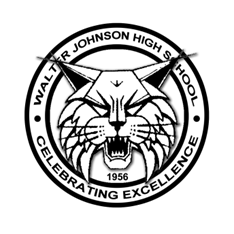 · WALTER JOHNSON HIGH SCHOOL ·
1956
CELEBRATING EXCELLENCE